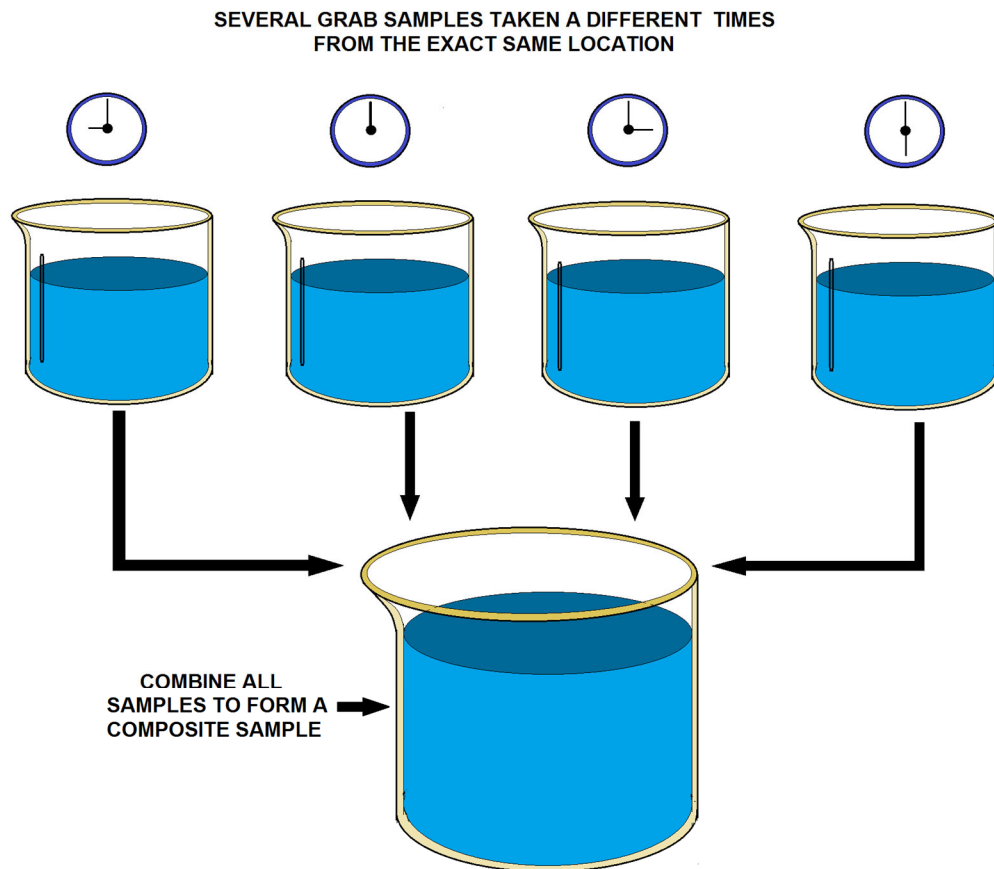 SEVERAL GRAB SAMPLES TAKEN A DIFFERENT TIMES
FROM THE EXACT SAME LOCATION
COMBINE ALL
SAMPLES TO FORM A
COMPOSITE SAMPLE